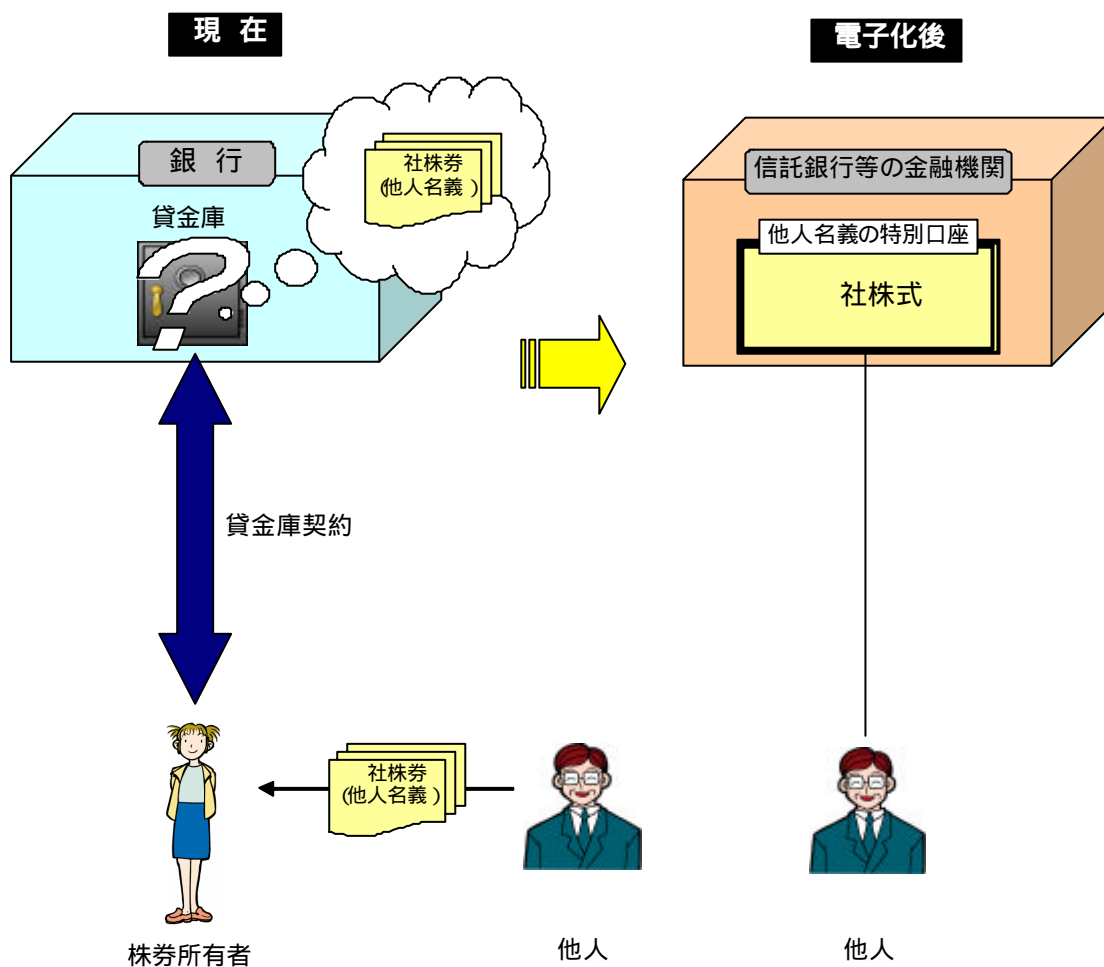 現 在
電子化後
銀 行
社株券
(他人名義)
貸金庫
信託銀行等の金融機関
他人名義の特別口座
社株式
貸金庫契約
社株券
(他人名義)
株券所有者
他人
他人